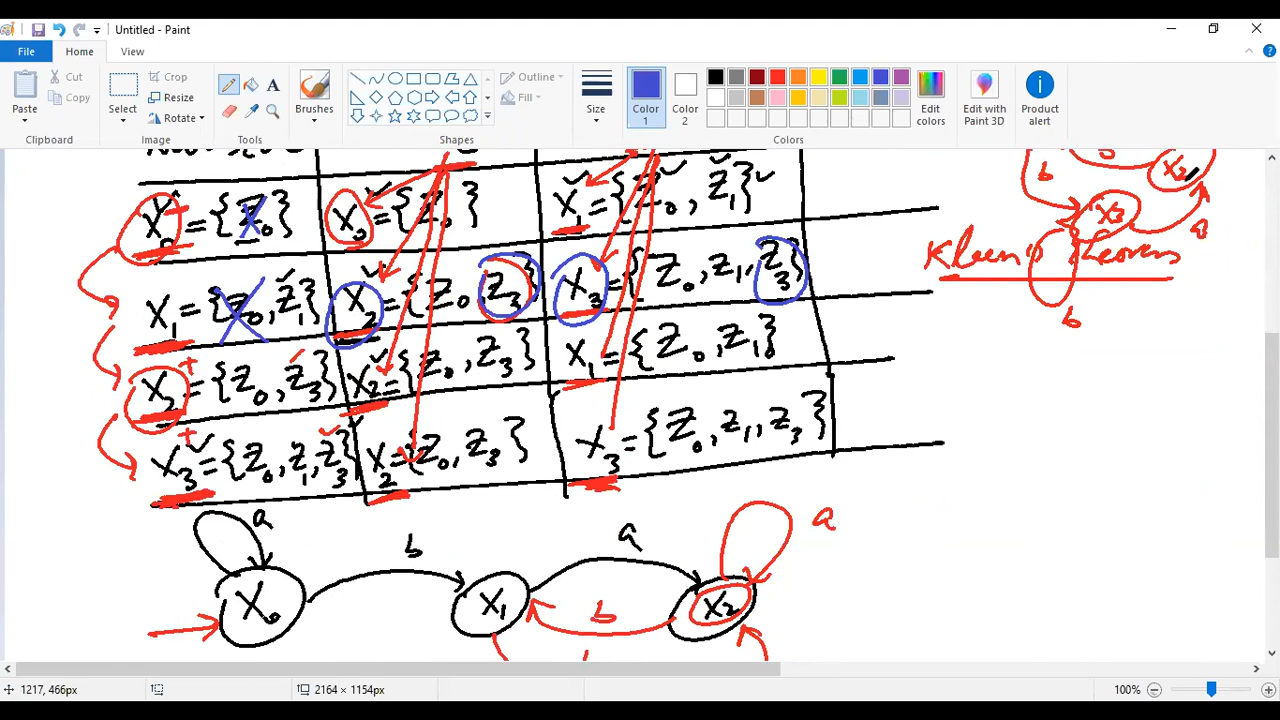 Untitled - Paint
File Home View
Paste Cut Copy Clipboard
Select Crop Resize Rotate Image
Tools
Brushes
Shapes Outline Fill
Size
Color 1 Color 2 Edit colors Colors
Edit with Paint 3D
Product alert
X0 = {Z0} X0 = {Z0} X1 = {Z0, Z1}
X1 = {Z0, Z1} X2 = {Z0, Z3} X3 = {Z0, Z1, Z3}
X2 + = {Z0, Z3} X2 = {Z0, Z3} X1 = {Z0, Z1}
X3 + = {Z0, Z1, Z3} X2 = {Z0, Z3} X3 = {Z0, Z1, Z3}
b X2
X3 a
Kleen's Theorem
b
a b a a
X0 X1 b X2
1217, 466px 2164 × 1154px 100%